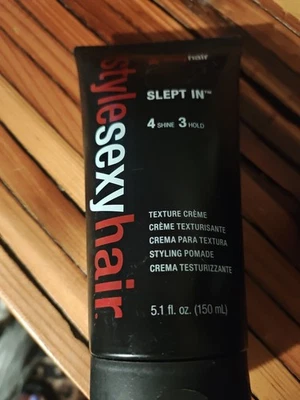 hair
SLEPT IN™
4 SHINE 3 HOLD
stylesexyhair
TEXTURE CRÈME
CRÈME TEXTURISANTE
CREMA PARA TEXTURA
STYLING POMADE
CREMA TESTURIZZANTE
5.1 fl. oz. (150 mL)